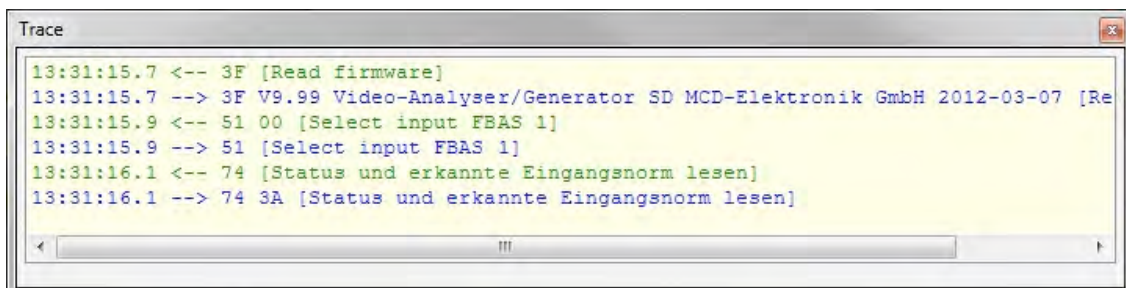 Trace
13:31:15.7 <-- 3F [Read firmware]
13:31:15.7 --> 3F V9.99 Video-Analyser/Generator SD MCD-Elektronik GmbH 2012-03-07 [Re
13:31:15.9 <-- 51 00 [Select input FBAS 1]
13:31:15.9 --> 51 [Select input FBAS 1]
13:31:16.1 <-- 74 [Status und erkannte Eingangsnorm lesen]
13:31:16.1 --> 74 3A [Status und erkannte Eingangsnorm lesen]